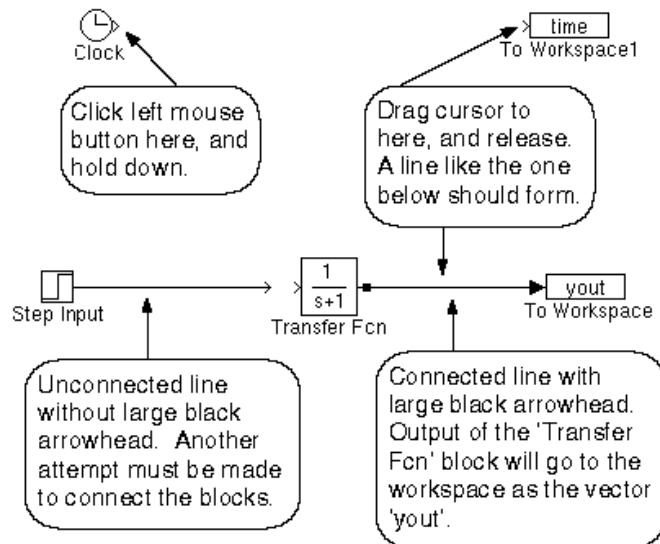 time
Clock
To Workspace1
Click left mouse
button here, and
hold down.
Drag cursor to
here, and release.
A line like the one
below should form.
1
s+1
yout
Step Input
Transfer Fcn
To Workspace
Unconnected line
without large black
arrowhead. Another
attempt must be made
to connect the blocks.
Connected line with
large black arrowhead.
Output of the 'Transfer
Fcn' block will go to the
workspace as the vector
'yout'.